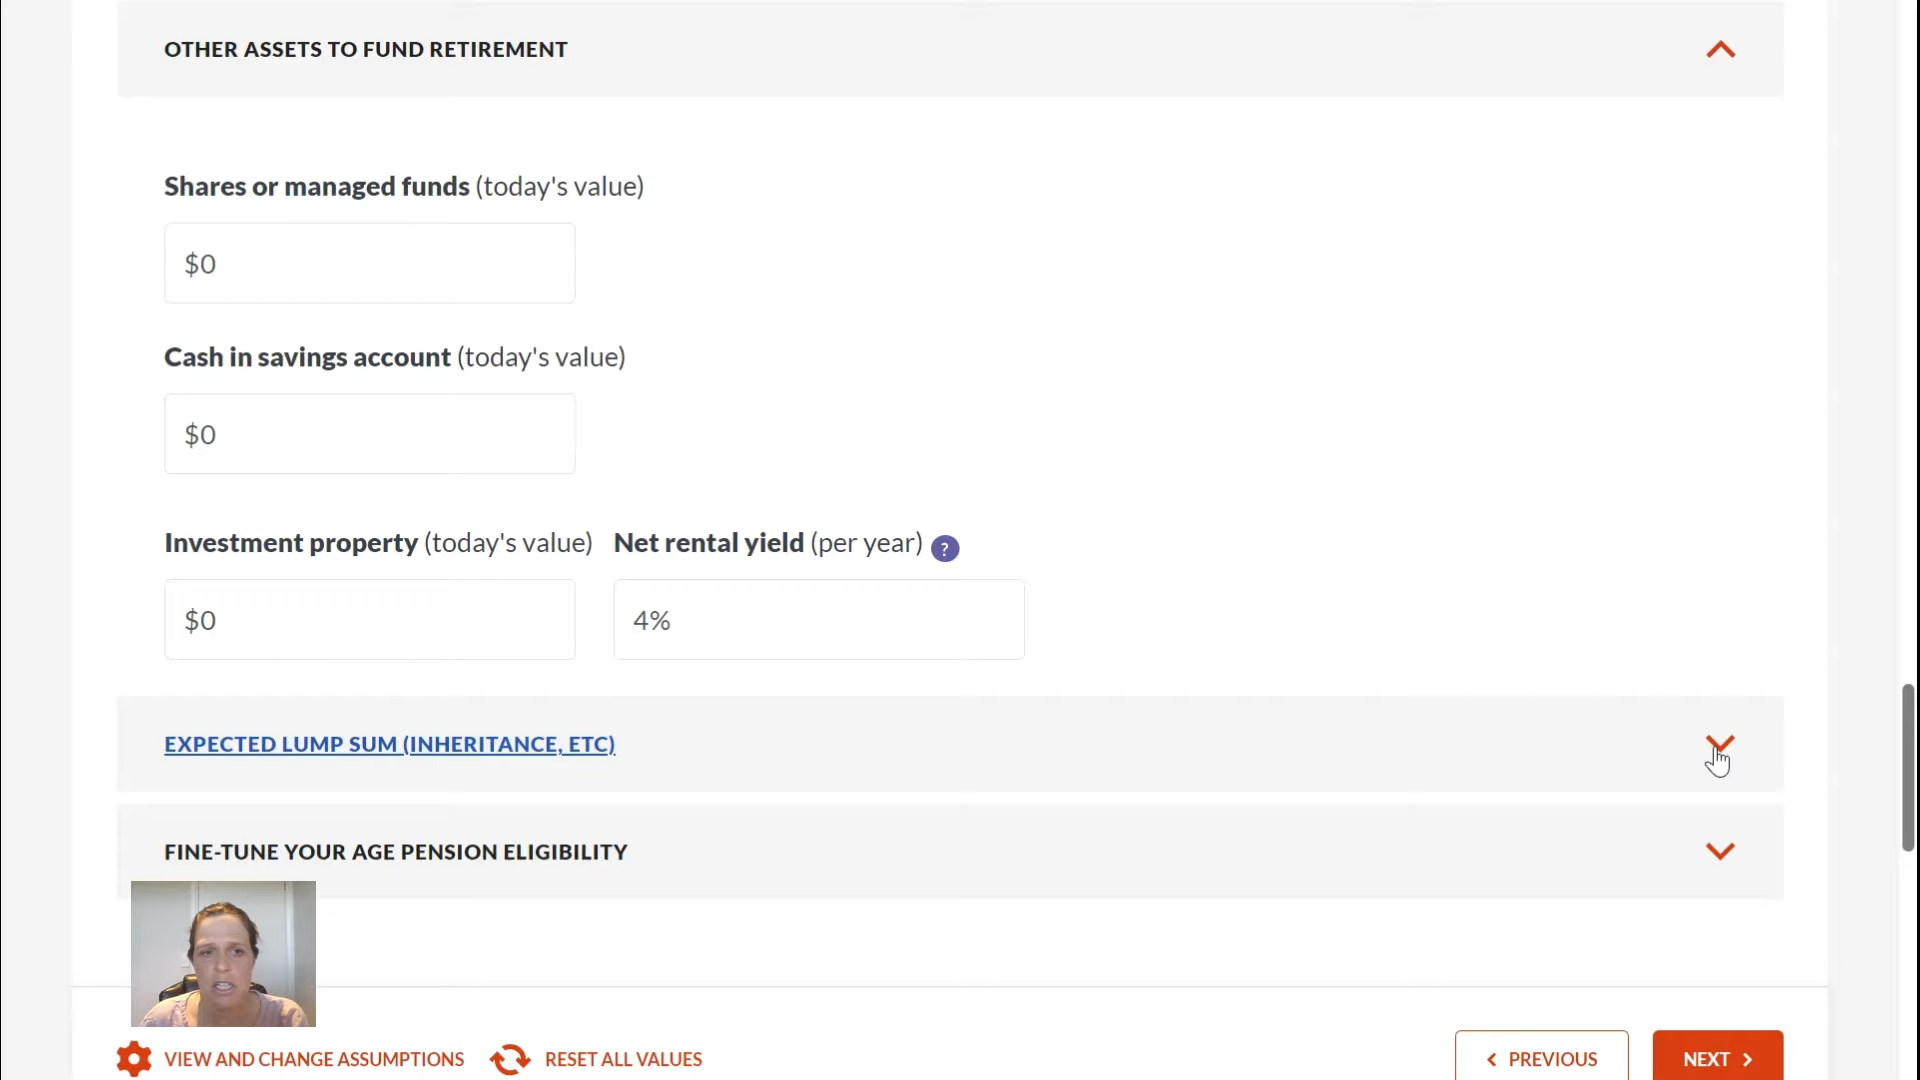 OTHER ASSETS TO FUND RETIREMENT
Shares or managed funds (today's value)
$0
Cash in savings account (today's value)
$0
Investment property (today's value) Net rental yield (per year) ?
$0 4%
EXPECTED LUMP SUM (INHERITANCE, ETC)
FINE-TUNE YOUR AGE PENSION ELIGIBILITY
VIEW AND CHANGE ASSUMPTIONS RESET ALL VALUES PREVIOUS NEXT